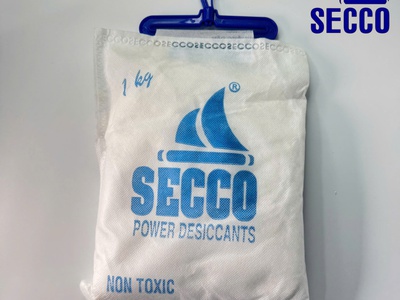 SECCO
SECCOSECCOSECCOSECCO
1 kg
®
SECCO
POWER DESICCANTS
NON TOXIC